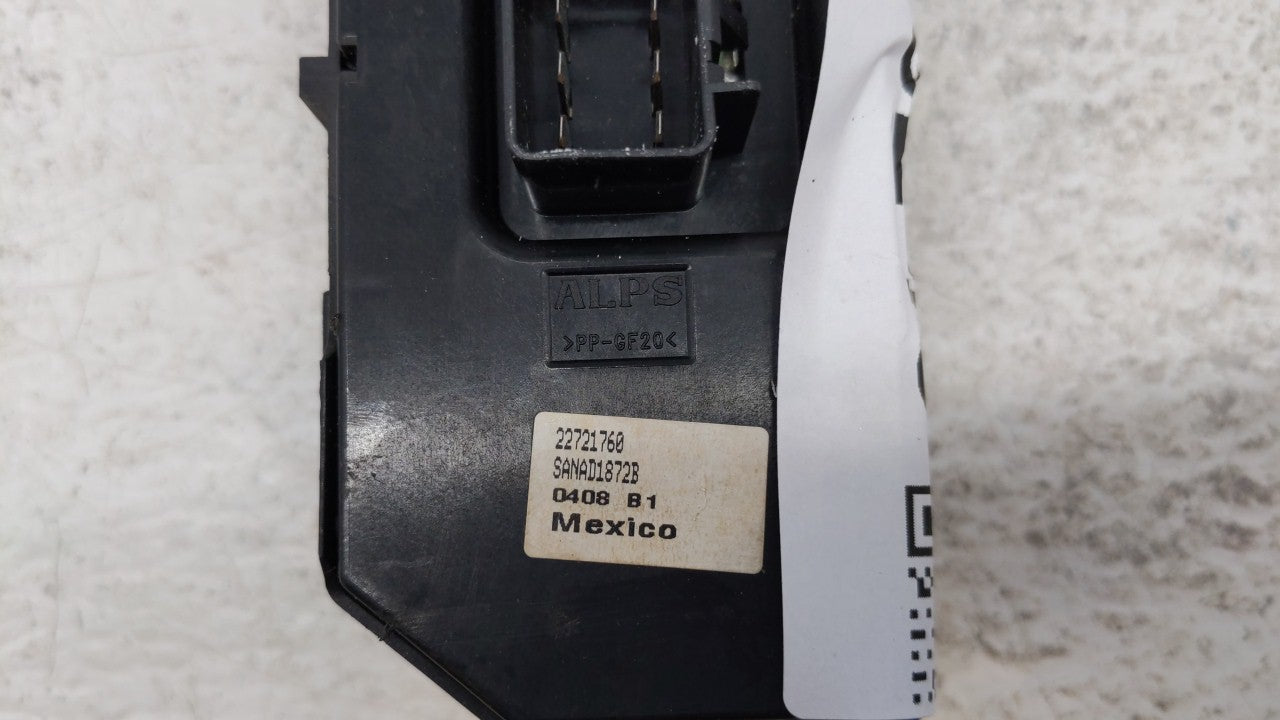 ALPS
>PP-GF20<
22721760
SANAD1872B
0408 B1
Mexico